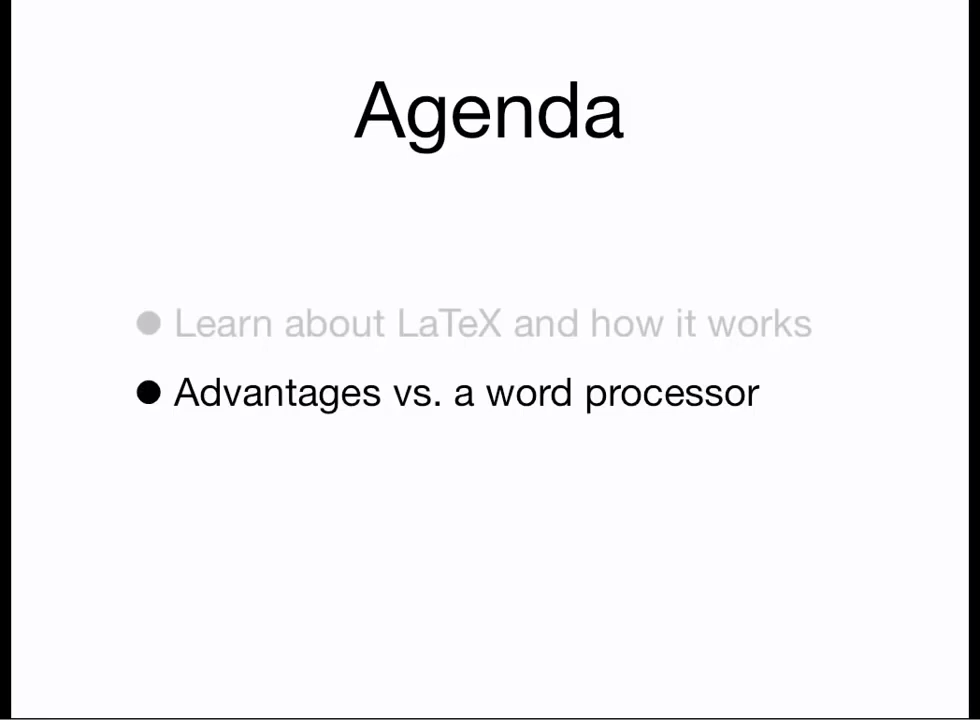 Agenda
● Learn about LaTeX and how it works
● Advantages vs. a word processor